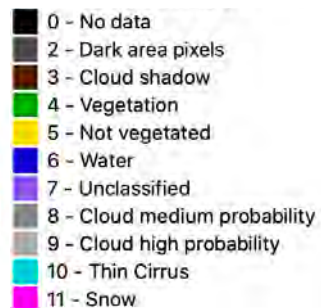 0 - No data
2 - Dark area pixels
3 - Cloud shadow
4 - Vegetation
5 - Not vegetated
6 - Water
7 - Unclassified
8 - Cloud medium probability
9 - Cloud high probability
10 - Thin Cirrus
11 - Snow